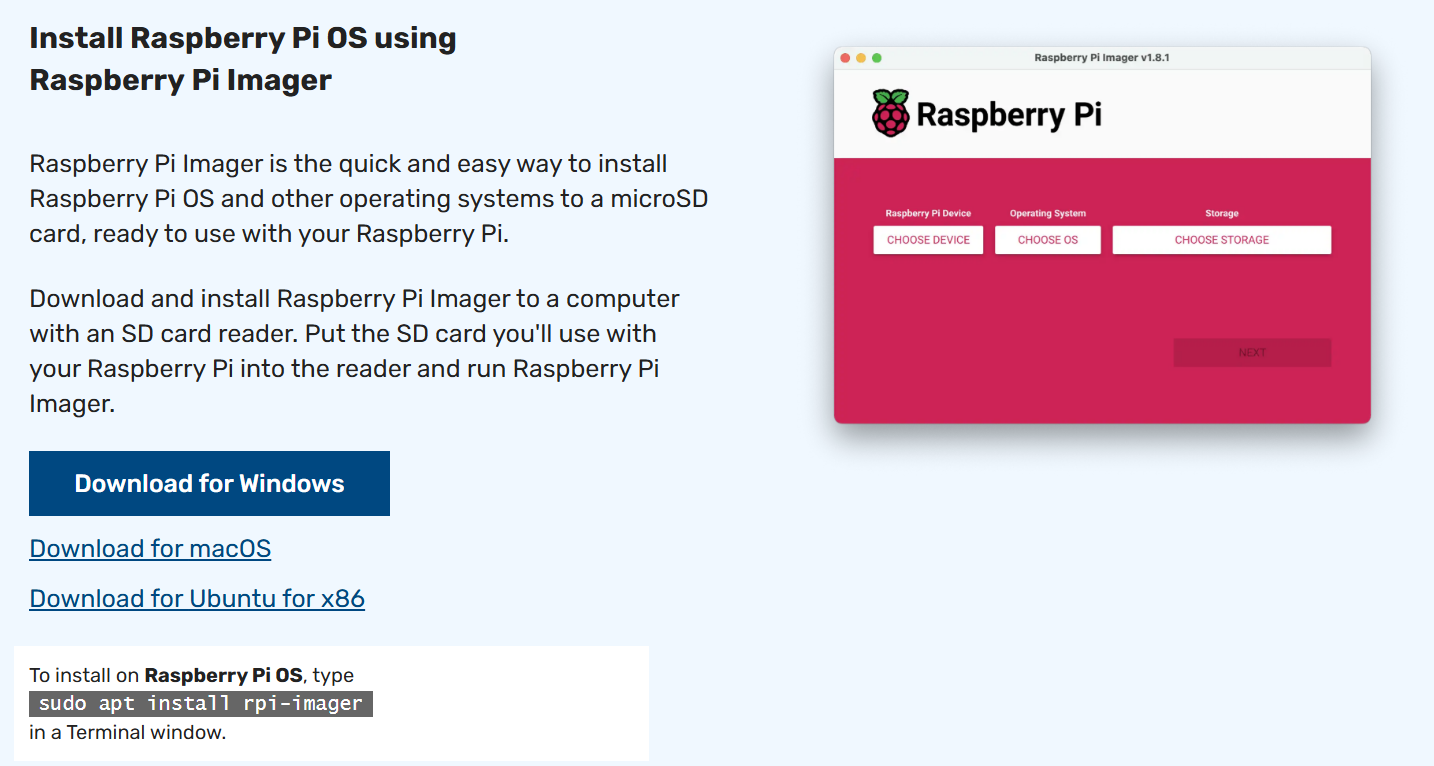 Install Raspberry Pi OS using
Raspberry Pi Imager
Raspberry Pi Imager is the quick and easy way to install
Raspberry Pi OS and other operating systems to a microSD
card, ready to use with your Raspberry Pi.
Download and install Raspberry Pi Imager to a computer
with an SD card reader. Put the SD card you'll use with
your Raspberry Pi into the reader and run Raspberry Pi
Imager.
Download for Windows
Download for macOS
Download for Ubuntu for x86
To install on Raspberry Pi OS, type
sudo apt install rpi-imager
in a Terminal window.
Raspberry Pi Imager v1.8.1
Raspberry Pi
Raspberry Pi Device Operating System Storage
CHOOSE DEVICE CHOOSE OS CHOOSE STORAGE
NEXT